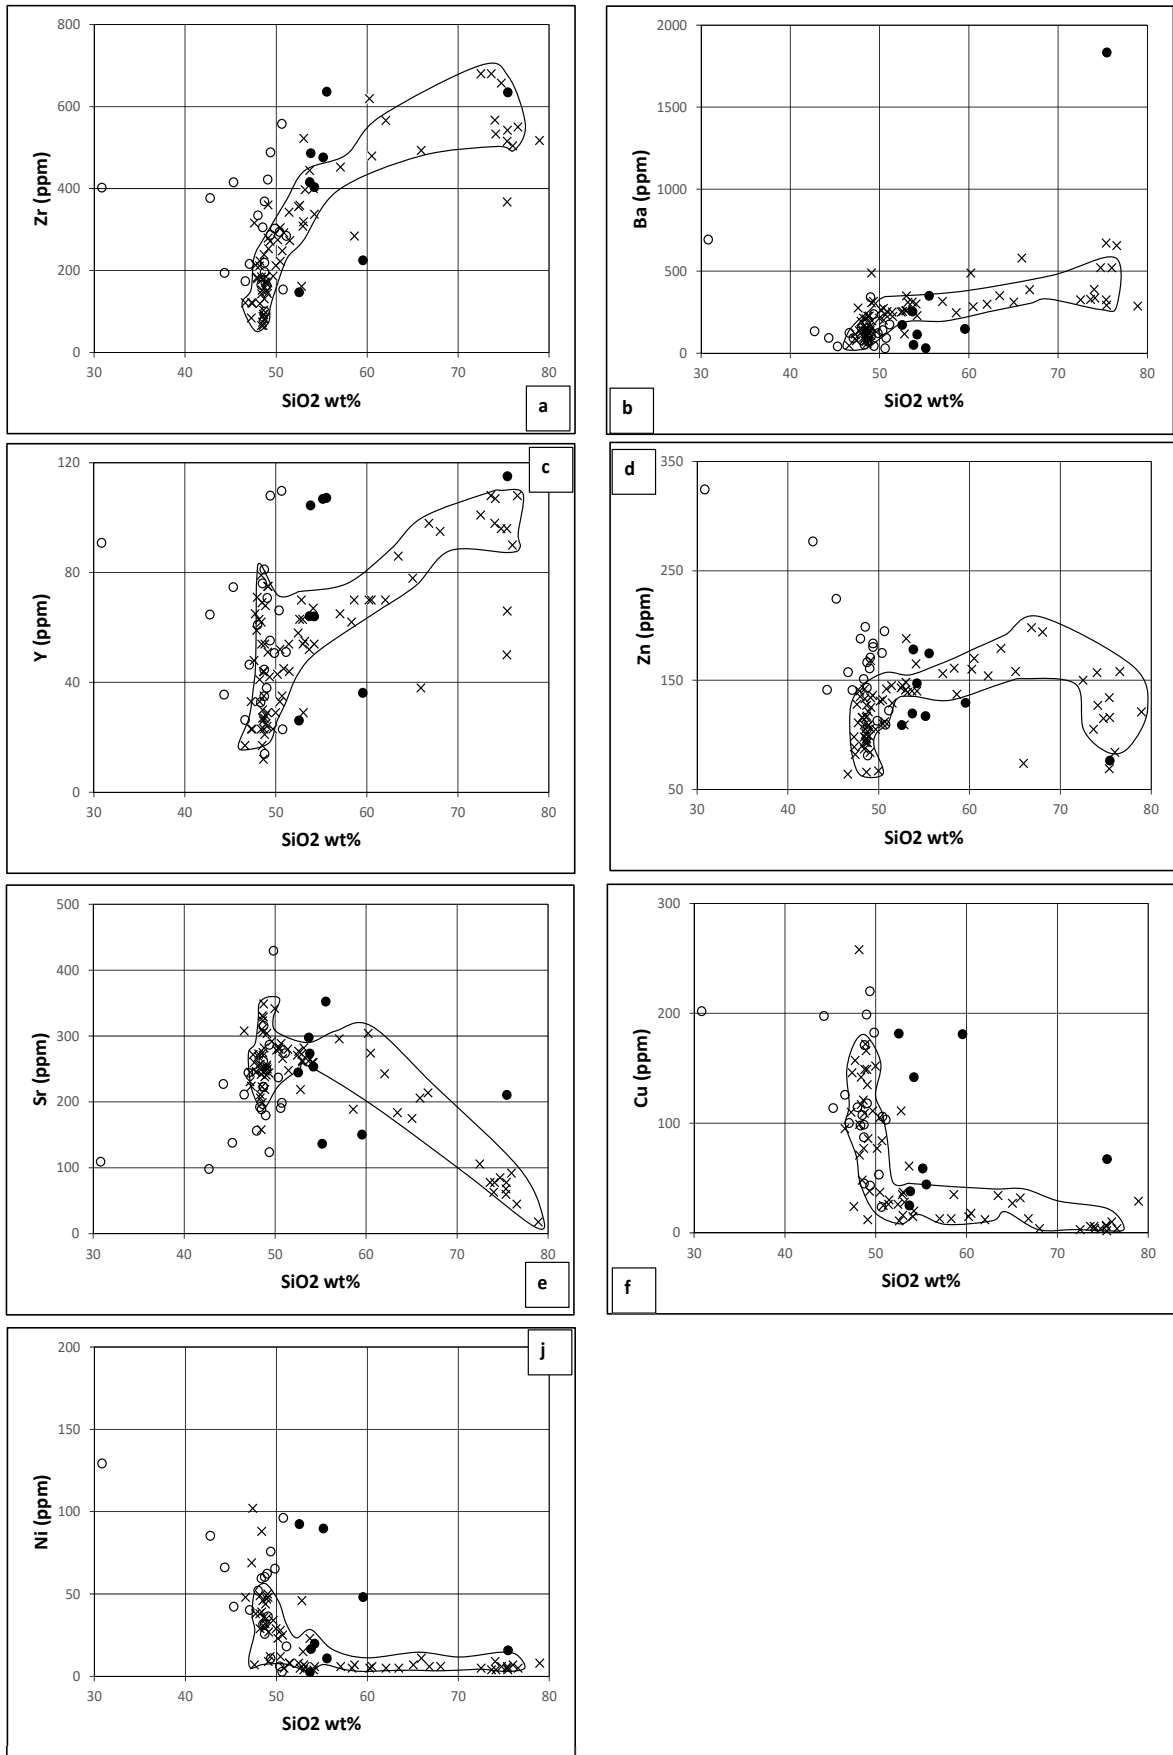 800
600
400
200
0
Zr (ppm)
30 40 50 60 70 80
SiO2 wt%
a
2000
1500
1000
500
0
Ba (ppm)
30 40 50 60 70 80
SiO2 wt%
b
120
80
40
0
Y (ppm)
30 40 50 60 70 80
SiO2 wt%
c
350
250
150
50
Zn (ppm)
30 40 50 60 70 80
SiO2 wt%
d
500
400
300
200
100
0
Sr (ppm)
30 40 50 60 70 80
SiO2 wt%
e
300
200
100
0
Cu (ppm)
30 40 50 60 70 80
SiO2 wt%
f
200
150
100
50
0
Ni (ppm)
30 40 50 60 70 80
SiO2 wt%
j